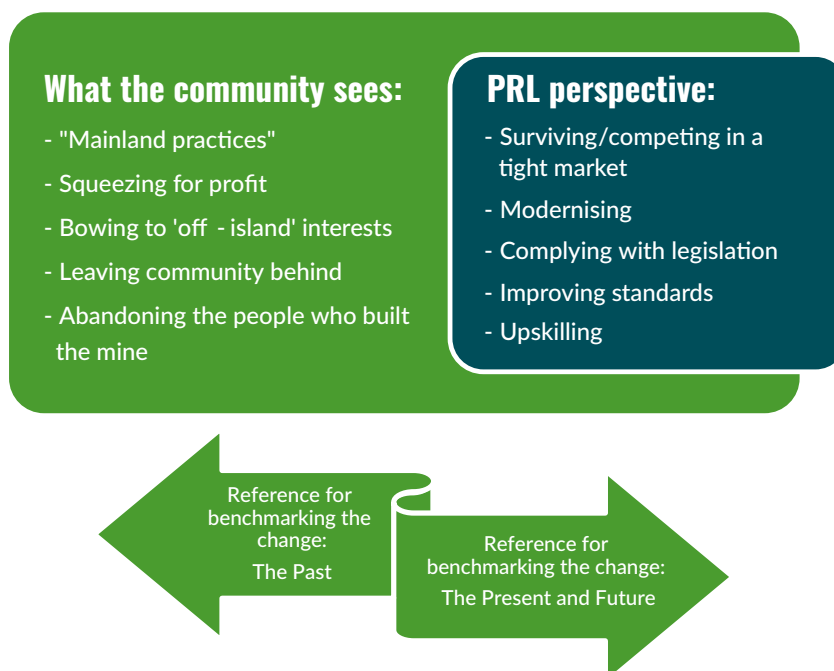 What the community sees:
- "Mainland practices"
- Squeezing for profit
- Bowing to 'off - island' interests
- Leaving community behind
- Abandoning the people who built
the mine
PRL perspective:
- Surviving/competing in a
tight market
- Modernising
- Complying with legislation
- Improving standards
- Upskilling
Reference for
benchmarking the
change:
The Past
Reference for
benchmarking the change:
The Present and Future